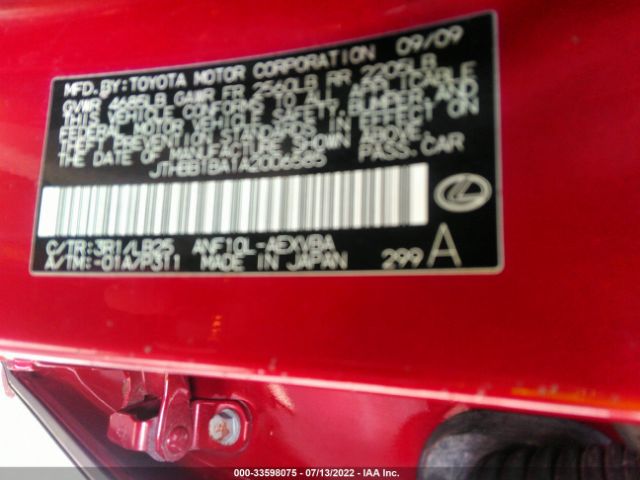 MFD. BY: TOYOTA MOTOR CORPORATION 09/09
GVWR 4685LB GAWR FR 2560LB RR 2205LB
THIS VEHICLE CONFORMS TO ALL APPLICABLE
FEDERAL MOTOR VEHICLE SAFETY, BUMPER, AND
THEFT PREVENTION STANDARDS IN EFFECT ON
THE DATE OF MANUFACTURE SHOWN ABOVE.
JTHBB1BA1A2006585 PASS. CAR
C/TR: 3R1/LB25 ANF10L-AEXVBA
A/TM: -01A/P311 MADE IN JAPAN 299 A
000-33598075 - 07/13/2022 - IAA Inc.